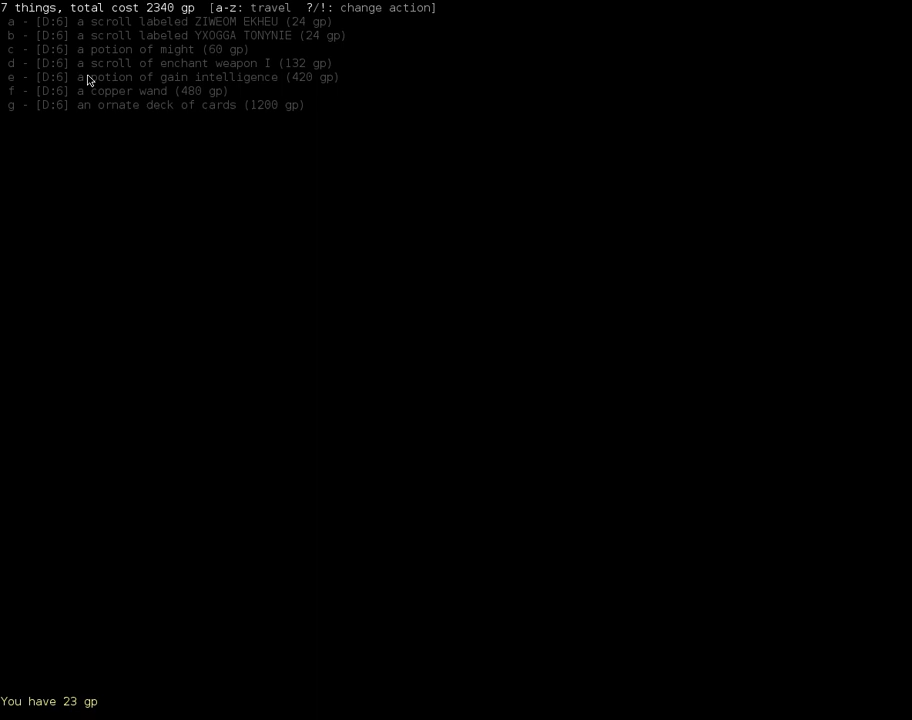 7 things, total cost 2340 gp  [a-z: travel  ?/!: change action]
a - [D:6] a scroll labeled ZIWEOM EKHEU (24 gp)
b - [D:6] a scroll labeled YXOGGA TONYNIE (24 gp)
c - [D:6] a potion of might (60 gp)
d - [D:6] a scroll of enchant weapon I (132 gp)
e - [D:6] a potion of gain intelligence (420 gp)
f - [D:6] a copper wand (480 gp)
g - [D:6] an ornate deck of cards (1200 gp)
You have 23 gp